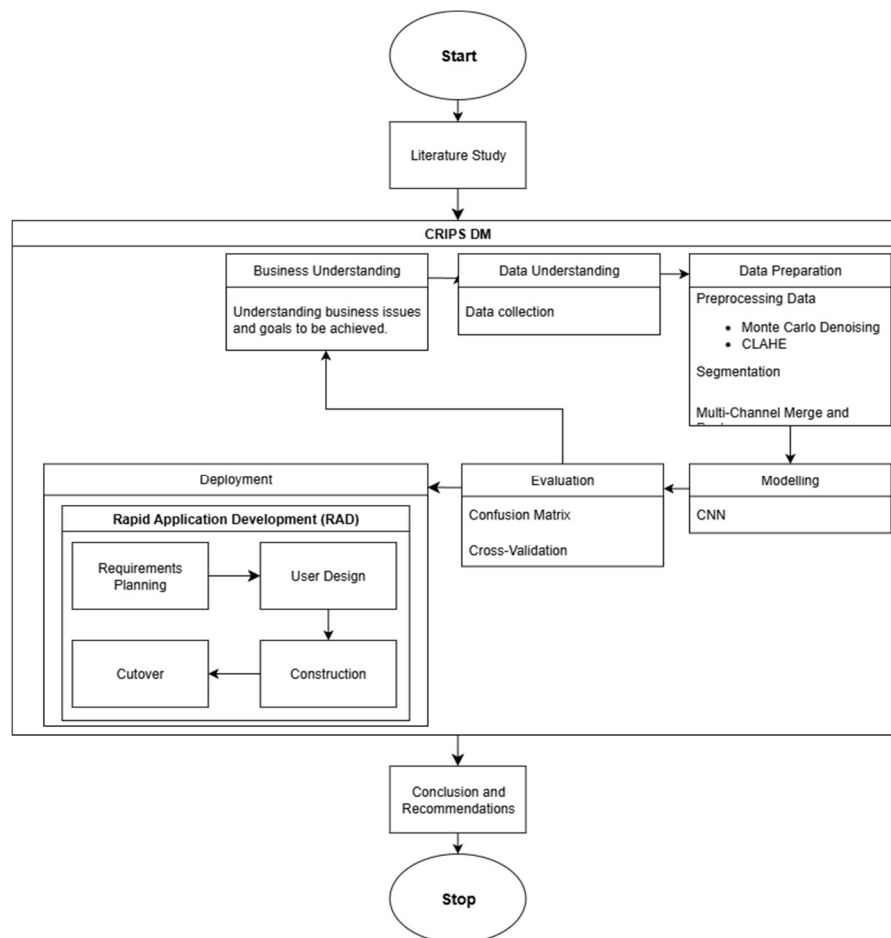 Start
Literature Study
CRIPS DM
Business Understanding
Understanding business issues
and goals to be achieved.
Data Understanding
Data collection
Data Preparation
Preprocessing Data
Monte Carlo Denoising
CLAHE
Segmentation
Multi-Channel Merge and
Modelling
CNN
Evaluation
Confusion Matrix
Cross-Validation
Deployment
Rapid Application Development (RAD)
Requirements
Planning
User Design
Construction
Cutover
Conclusion and
Recommendations
Stop